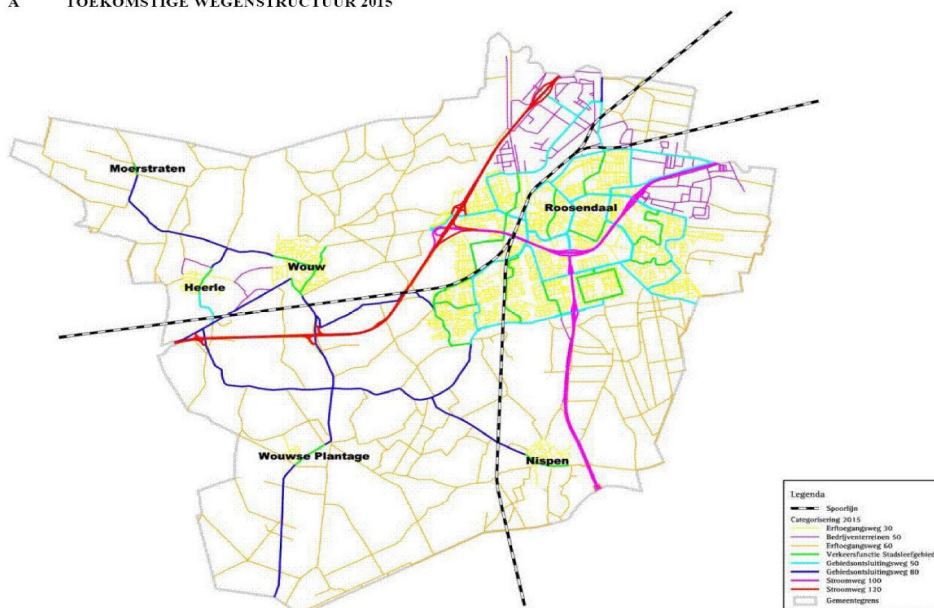 A TOEKOMSTIGE WEGENSTRUCTUUR 2015
Moerstraten
Roosendaal
Wouw
Heerle
Wouwse Plantage
Nispen
Legenda
Spoorlijn
Categorisering 2015
Erftoegangsweg 30
Bedrijventerreinen 50
Erftoegangsweg 60
Verkeersfunctie Stadsleefgebied
Gebiedsontsluitingsweg 50
Gebiedsontsluitingsweg 80
Stroomweg 100
Stroomweg 120
Gemeentegrens